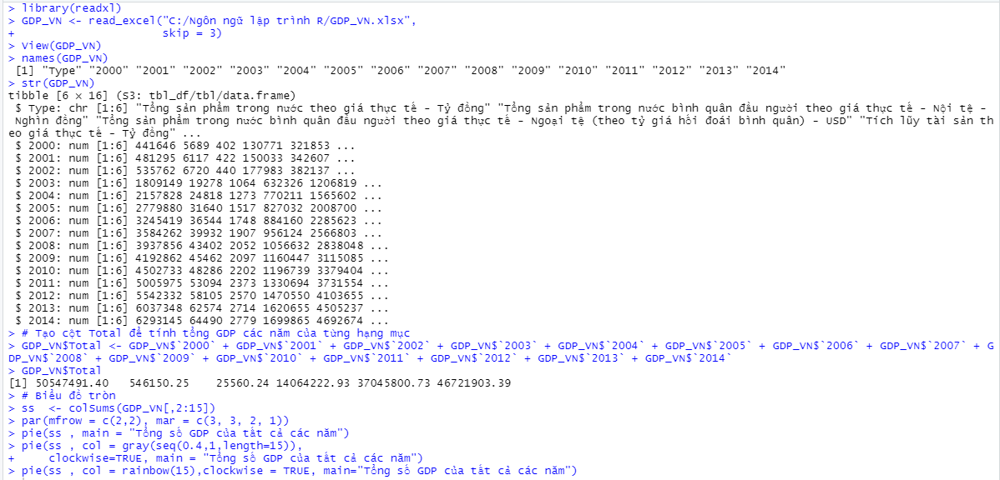 > library(readxl)
> GDP_VN <- read_excel("C:/Ngôn ngữ lập trình R/GDP_VN.xlsx",
+                      skip = 3)
> View(GDP_VN)
> names(GDP_VN)
 [1] "Type" "2000" "2001" "2002" "2003" "2004" "2005" "2006" "2007" "2008" "2009" "2010" "2011" "2012" "2013" "2014"
> str(GDP_VN)
tibble [6 × 16] (S3: tbl_df/tbl/data.frame)
 $ Type: chr [1:6] "Tổng sản phẩm trong nước theo giá thực tế - Tỷ đồng" "Tổng sản phẩm trong nước bình quân đầu người theo giá thực tế - Nội tệ -
 Nghìn đồng" "Tổng sản phẩm trong nước bình quân đầu người theo giá thực tế - Ngoại tệ (theo tỷ giá hối đoái bình quân) - USD" "Tích lũy tài sản th
eo giá thực tế - Tỷ đồng" ...
 $ 2000: num [1:6] 441646 5689 402 130771 321853 ...
 $ 2001: num [1:6] 481295 6117 422 150033 342607 ...
 $ 2002: num [1:6] 535762 6720 440 177983 382137 ...
 $ 2003: num [1:6] 1809149 19278 1064 632326 1206819 ...
 $ 2004: num [1:6] 2157828 24818 1273 770211 1565602 ...
 $ 2005: num [1:6] 2779880 31640 1517 827032 2008700 ...
 $ 2006: num [1:6] 3245419 36544 1748 884160 2285623 ...
 $ 2007: num [1:6] 3584262 39932 1907 956124 2566803 ...
 $ 2008: num [1:6] 3937856 43402 2052 1056632 2838048 ...
 $ 2009: num [1:6] 4192862 45462 2097 1160447 3115085 ...
 $ 2010: num [1:6] 4502733 48286 2202 1196739 3379404 ...
 $ 2011: num [1:6] 5005975 53094 2373 1330694 3731554 ...
 $ 2012: num [1:6] 5542332 58105 2570 1470550 4103655 ...
 $ 2013: num [1:6] 6037348 62574 2714 1620655 4505237 ...
 $ 2014: num [1:6] 6293145 64490 2779 1699865 4692674 ...
> # Tạo cột Total để tính tổng GDP các năm của từng hạng mục
> GDP_VN$Total <- GDP_VN$`2000` + GDP_VN$`2001` + GDP_VN$`2002` + GDP_VN$`2003` + GDP_VN$`2004` + GDP_VN$`2005` + GDP_VN$`2006` + GDP_VN$`2007` + G
DP_VN$`2008` + GDP_VN$`2009` + GDP_VN$`2010` + GDP_VN$`2011` + GDP_VN$`2012` + GDP_VN$`2013` + GDP_VN$`2014`
> GDP_VN$Total
[1] 50547491.40   546150.25    25560.24 14064222.93 37045800.73 46721903.39
> # Biểu đồ tròn
> ss  <- colSums(GDP_VN[,2:15])
> par(mfrow = c(2,2), mar = c(3, 3, 2, 1))
> pie(ss , main = "Tổng số GDP của tất cả các năm")
> pie(ss , col = gray(seq(0.4,1,length=15)),
+     clockwise=TRUE, main = "Tổng số GDP của tất cả các năm")
> pie(ss , col = rainbow(15),clockwise = TRUE, main="Tổng số GDP của tất cả các năm")